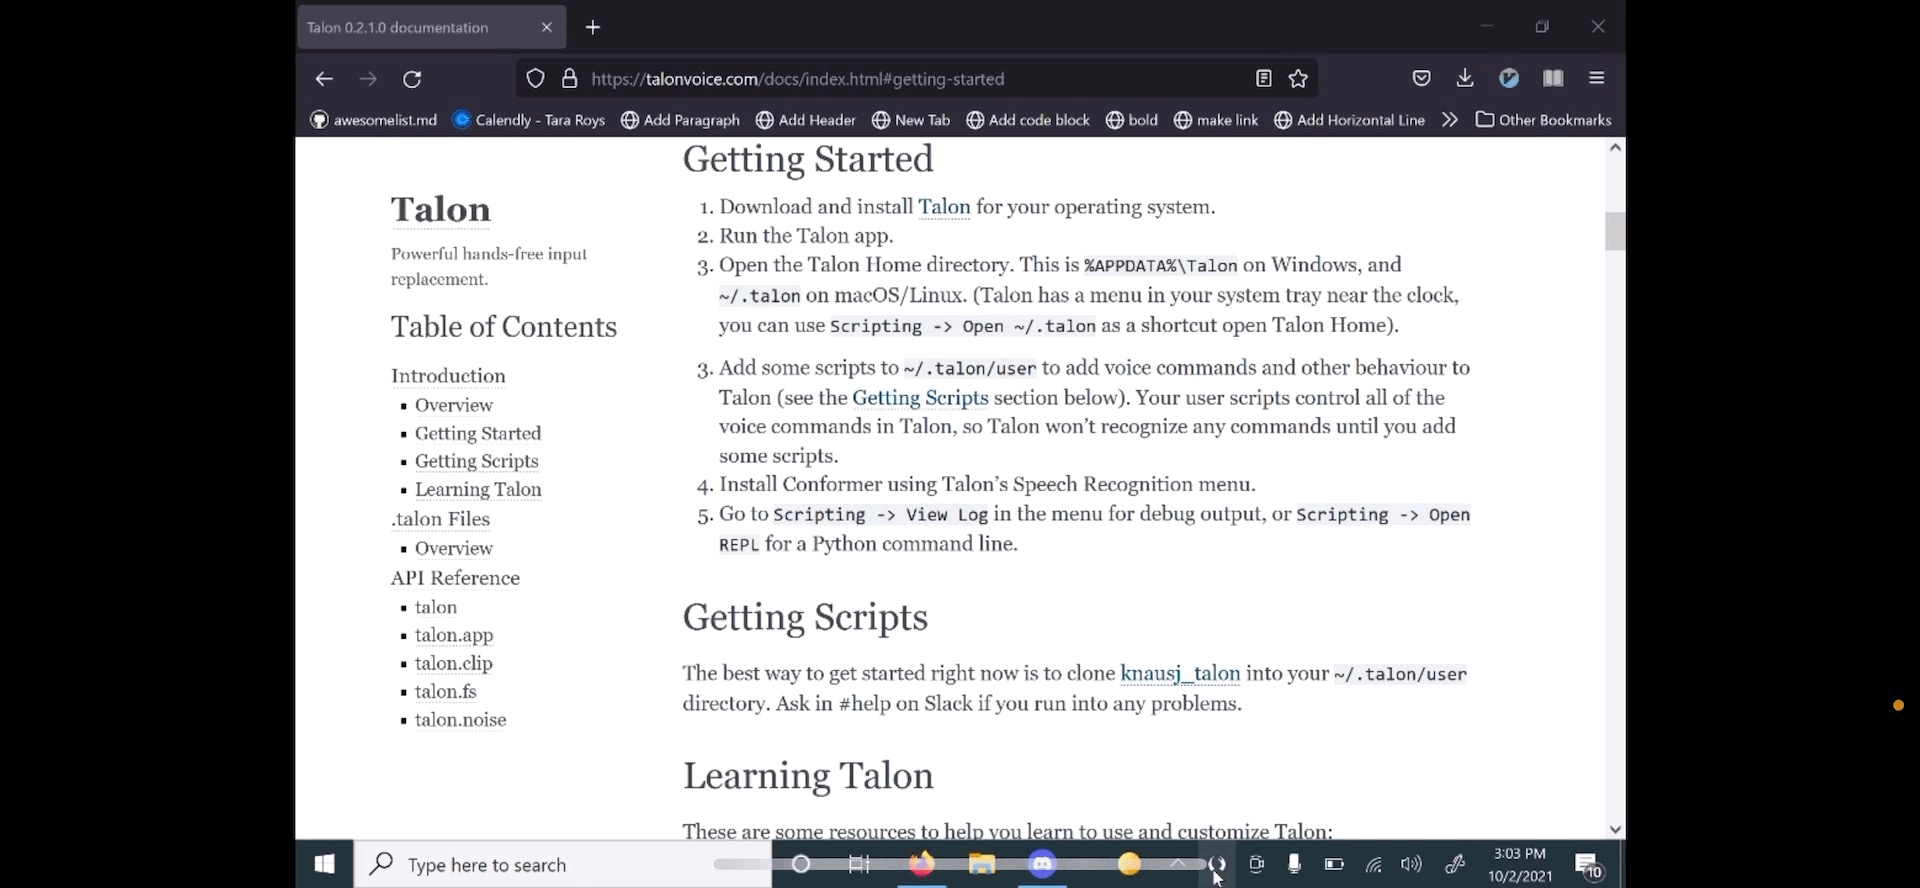 Talon 0.2.1.0 documentation
https://talonvoice.com/docs/index.html#getting-started
awesomelist.md Calendly - Tara Roys Add Paragraph Add Header New Tab Add code block bold make link Add Horizontal Line Other Bookmarks
Talon
Powerful hands-free input
replacement.
Table of Contents
Introduction
▪ Overview
▪ Getting Started
▪ Getting Scripts
▪ Learning Talon
.talon Files
▪ Overview
API Reference
▪ talon
▪ talon.app
▪ talon.clip
▪ talon.fs
▪ talon.noise
Getting Started
1. Download and install Talon for your operating system.
2. Run the Talon app.
3. Open the Talon Home directory. This is %APPDATA%\Talon on Windows, and
~/.talon on macOS/Linux. (Talon has a menu in your system tray near the clock,
you can use Scripting -> Open ~/.talon as a shortcut open Talon Home).
3. Add some scripts to ~/.talon/user to add voice commands and other behaviour to
Talon (see the Getting Scripts section below). Your user scripts control all of the
voice commands in Talon, so Talon won’t recognize any commands until you add
some scripts.
4. Install Conformer using Talon’s Speech Recognition menu.
5. Go to Scripting -> View Log in the menu for debug output, or Scripting -> Open
REPL for a Python command line.
Getting Scripts
The best way to get started right now is to clone knausj_talon into your ~/.talon/user
directory. Ask in #help on Slack if you run into any problems.
Learning Talon
These are some resources to help you learn to use and customize Talon:
Type here to search
3:03 PM
10/2/2021
10